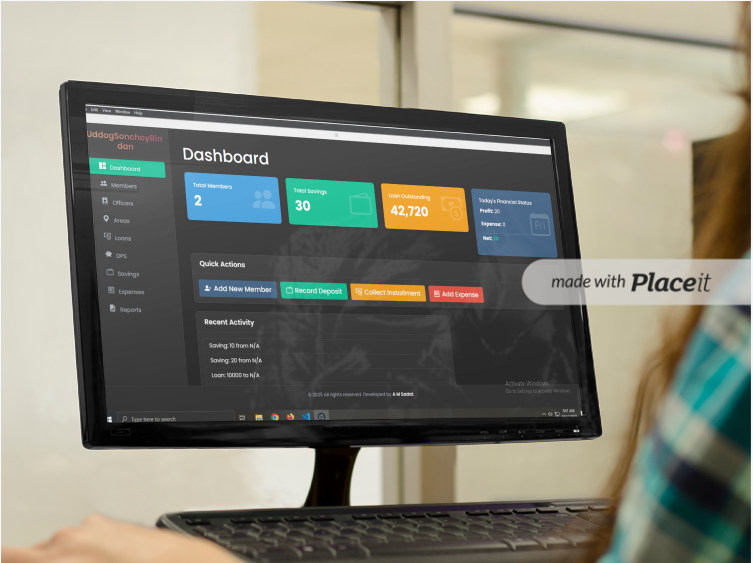 Edit View Window Help
UddogSonchoyBin
dan
Dashboard
Dashboard
Members
Officers
Areas
Loans
DPS
Savings
Expenses
Reports
Total Members
2
Total Savings
30
Loan Outstanding
42,720
Today's Financial Status
Profit: 20
Expense: 0
Net:
Fri
Quick Actions
Add New Member
Record Deposit
Collect Installment
Add Expense
Recent Activity
Saving: 10 from N/A
Saving: 20 from N/A
Loan: 10000 to N/A
© 2025 All rights reserved. Developed by A M Sadat.
Activate Windows
Go to Settings to activate Windows.
Type here to search
made with Placeit